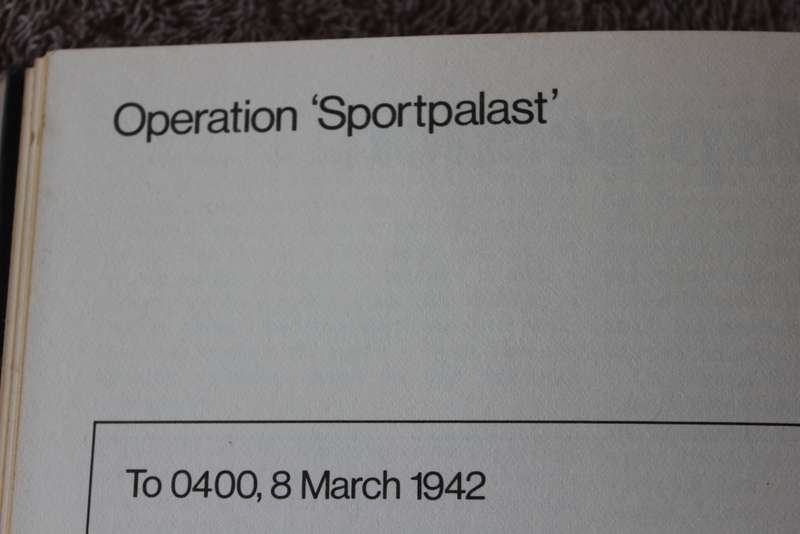 Operation ‘Sportpalast’
To 0400, 8 March 1942